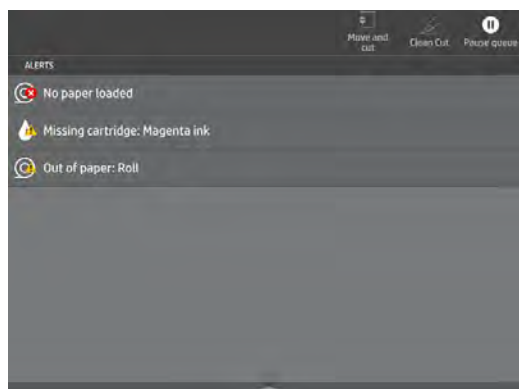 Move and
cut
Clean Cut
Pause queue
ALERTS
No paper loaded
Missing cartridge: Magenta ink
Out of paper: Roll